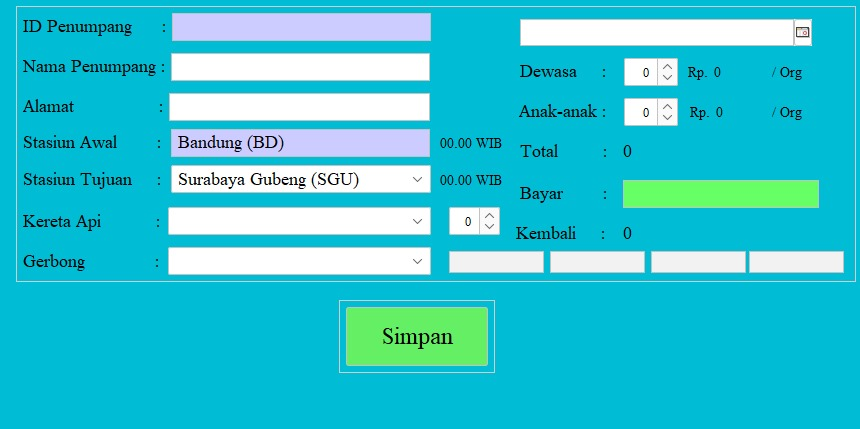 ID Penumpang :
Nama Penumpang :
Alamat :
Stasiun Awal : Bandung (BD) 00.00 WIB
Stasiun Tujuan : Surabaya Gubeng (SGU) 00.00 WIB
Kereta Api : 0
Gerbong :
Dewasa : 0 Rp. 0 / Org
Anak-anak : 0 Rp. 0 / Org
Total : 0
Bayar :
Kembali : 0
Simpan